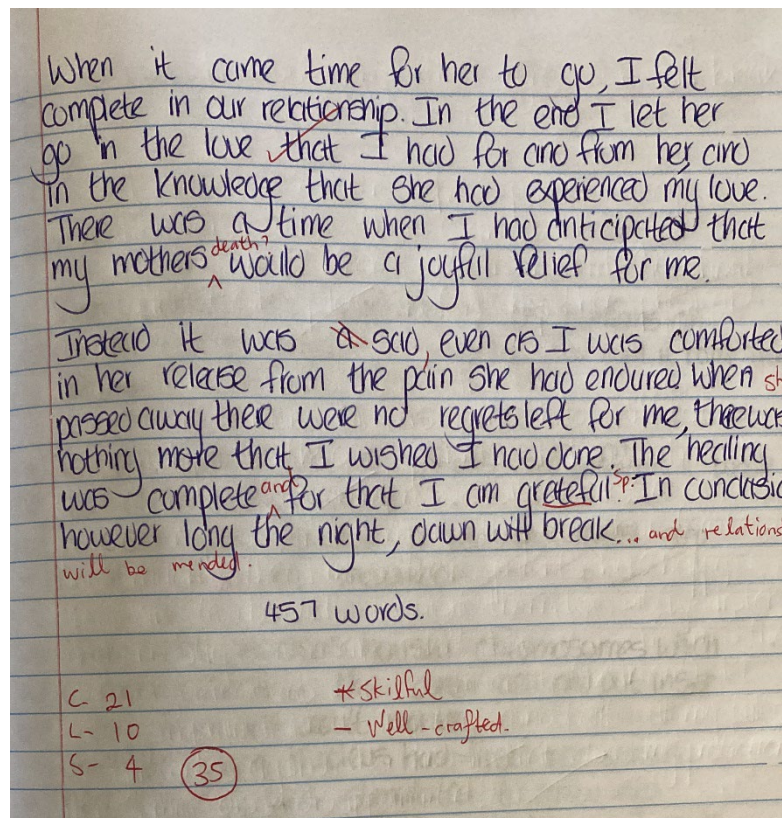 When it came time for her to go, I felt
complete in our relationship. In the end I let her
go in the love that I had for and from her and
in the knowledge that she had experienced my love.
There was a time when I had anticipated that
my mothers death? would be a joyful relief for me.
Instead it was a sad, even as I was comforted
in her release from the pain she had endured when
passed away there were no regrets left for me, there was
nothing more that I wished I had done. The healing
was complete and for that I am gretefull. sp In
however long the night, dawn will break... and
will be mended.
457 words.
C 21 *Skilful
L- 10 - Well-crafted.
S- 4 35